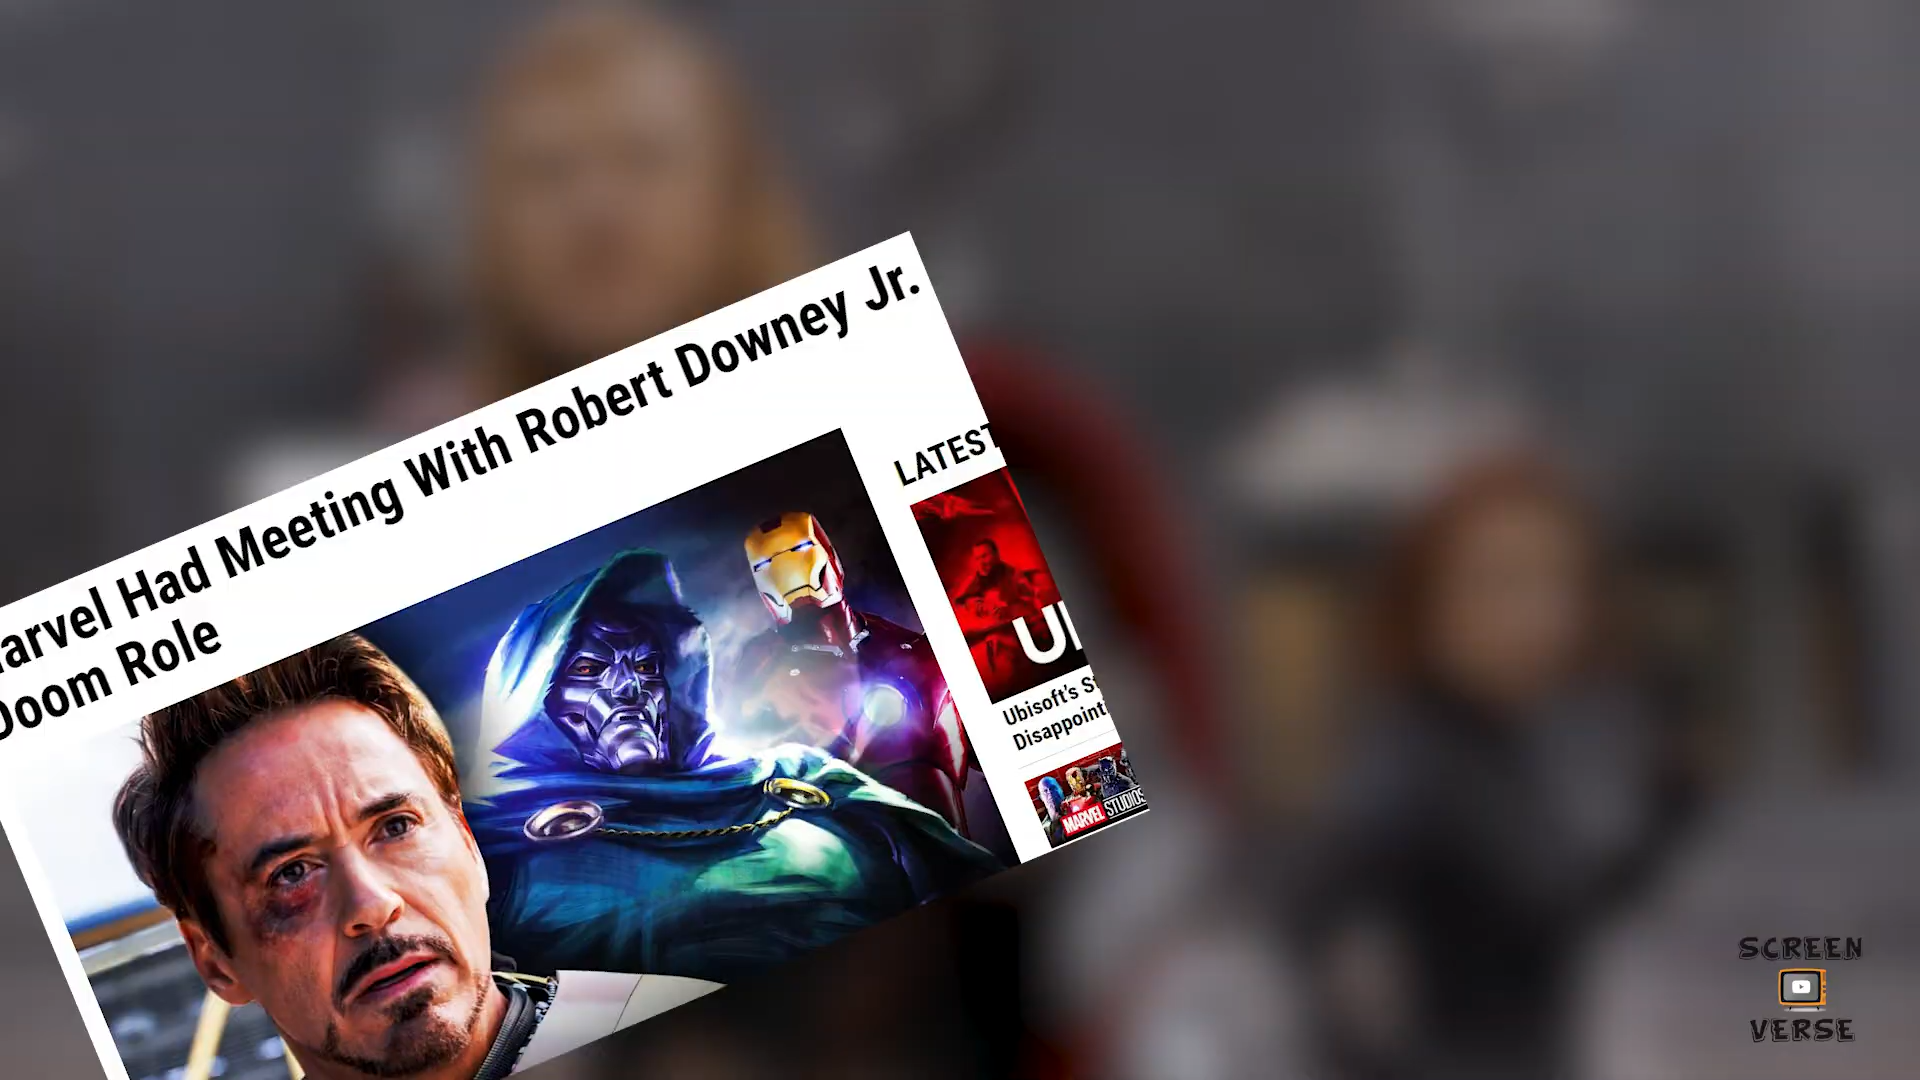 arvel Had Meeting With Robert Downey Jr.
Doom Role
LATEST
Ubisoft's S
Disappoint
MARVEL STUDIOS
SCREEN
VERSE